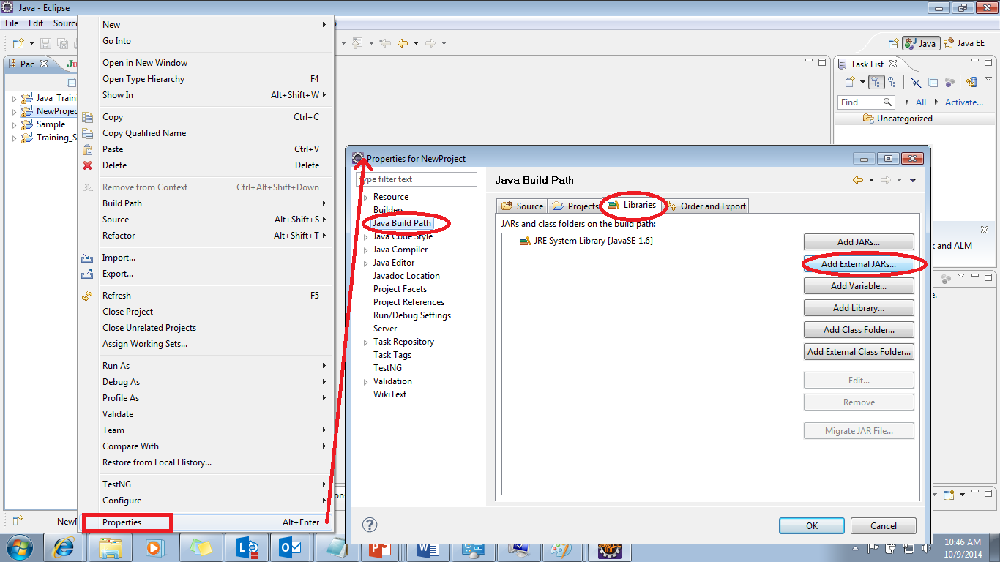 Java - Eclipse
File Edit
Java Java EE
Pac
Task List
Find All Activate...
Uncategorized
Sample
New
Go Into
Open in New Window
Open Type Hierarchy F4
Show In Alt+Shift+W
Copy Ctrl+C
Copy Qualified Name
Paste Ctrl+V
Delete Delete
Remove from Context Ctrl+Alt+Shift+Down
Build Path
Source Alt+Shift+S
Refactor Alt+Shift+T
Import...
Export...
Refresh F5
Close Project
Close Unrelated Projects
Assign Working Sets...
Run As
Debug As
Profile As
Validate
Team
Compare With
Restore from Local History...
TestNG
Configure
Properties Alt+Enter
Properties for NewProject
type filter text
Resource
Builders
Java Build Path
Java Code Style
Java Compiler
Java Editor
Javadoc Location
Project Facets
Project References
Run/Debug Settings
Server
Task Repository
Task Tags
TestNG
Validation
WikiText
Java Build Path
Source Projects Libraries Order and Export
JARs and class folders on the build path:
JRE System Library [JavaSE-1.6]
Add JARs...
Add External JARs...
Add Variable...
Add Library...
Add Class Folder...
Add External Class Folder...
Edit...
Remove
Migrate JAR File...
OK Cancel
and ALM
Java EE
IDE
10:46 AM
10/9/2014